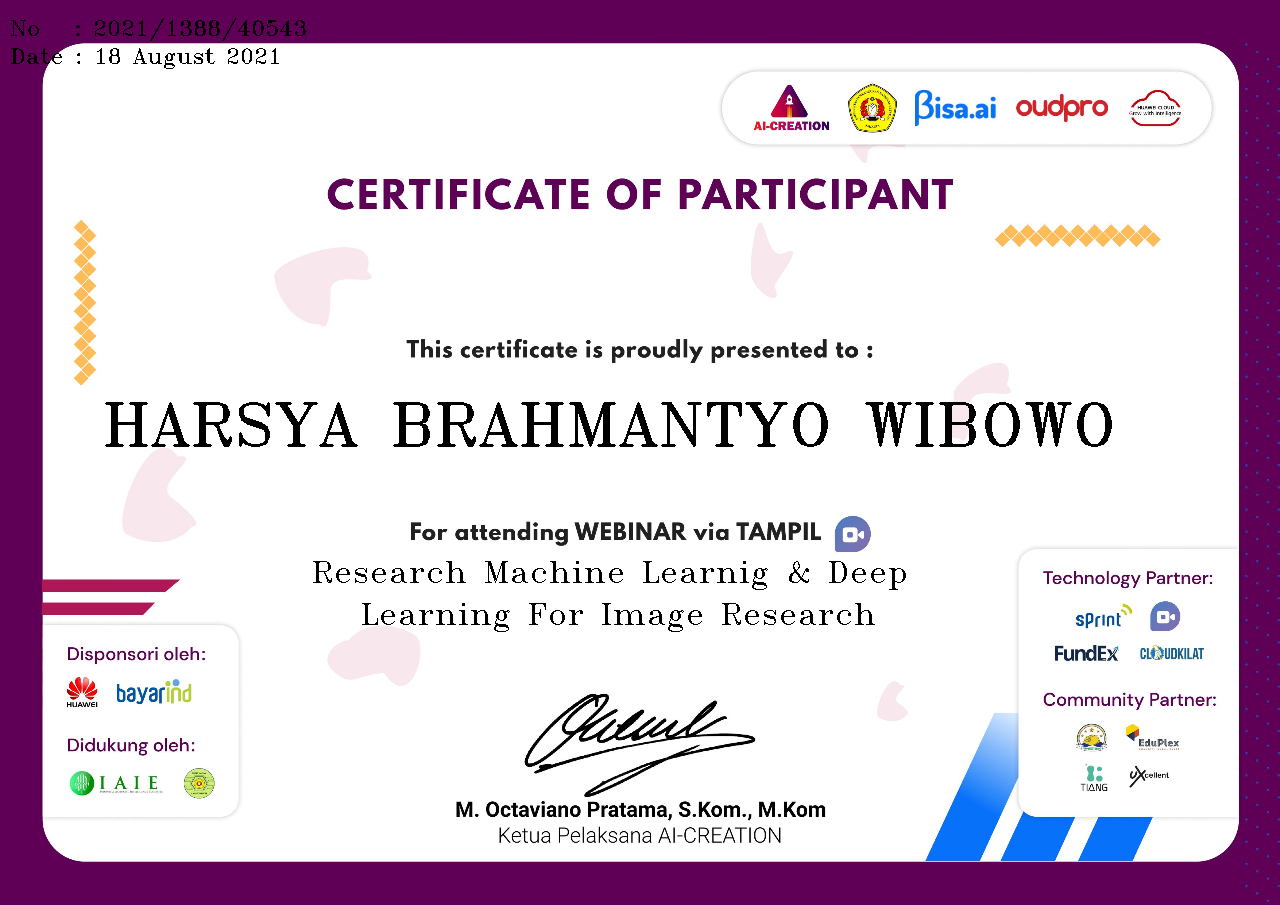 No : 2021/1388/40543
Date : 18 August 2021
AI-CREATION
Bisa.ai
oudpro
HUAWEI CLOUD
Grow with Intelligence
CERTIFICATE OF PARTICIPANT
This certificate is proudly presented to :
HARSYA BRAHMANTYO WIBOWO
For attending WEBINAR via TAMPIL
Research Machine Learnig & Deep
Learning For Image Research
Disponsori oleh:
HUAWEI
bayarind
Didukung oleh:
IAIE
Technology Partner:
sprint
FundEx
CLOUDKILAT
Community Partner:
EduPlex
TIANG
UXcellent
M. Octaviano Pratama, S.Kom., M.Kom
Ketua Pelaksana AI-CREATION